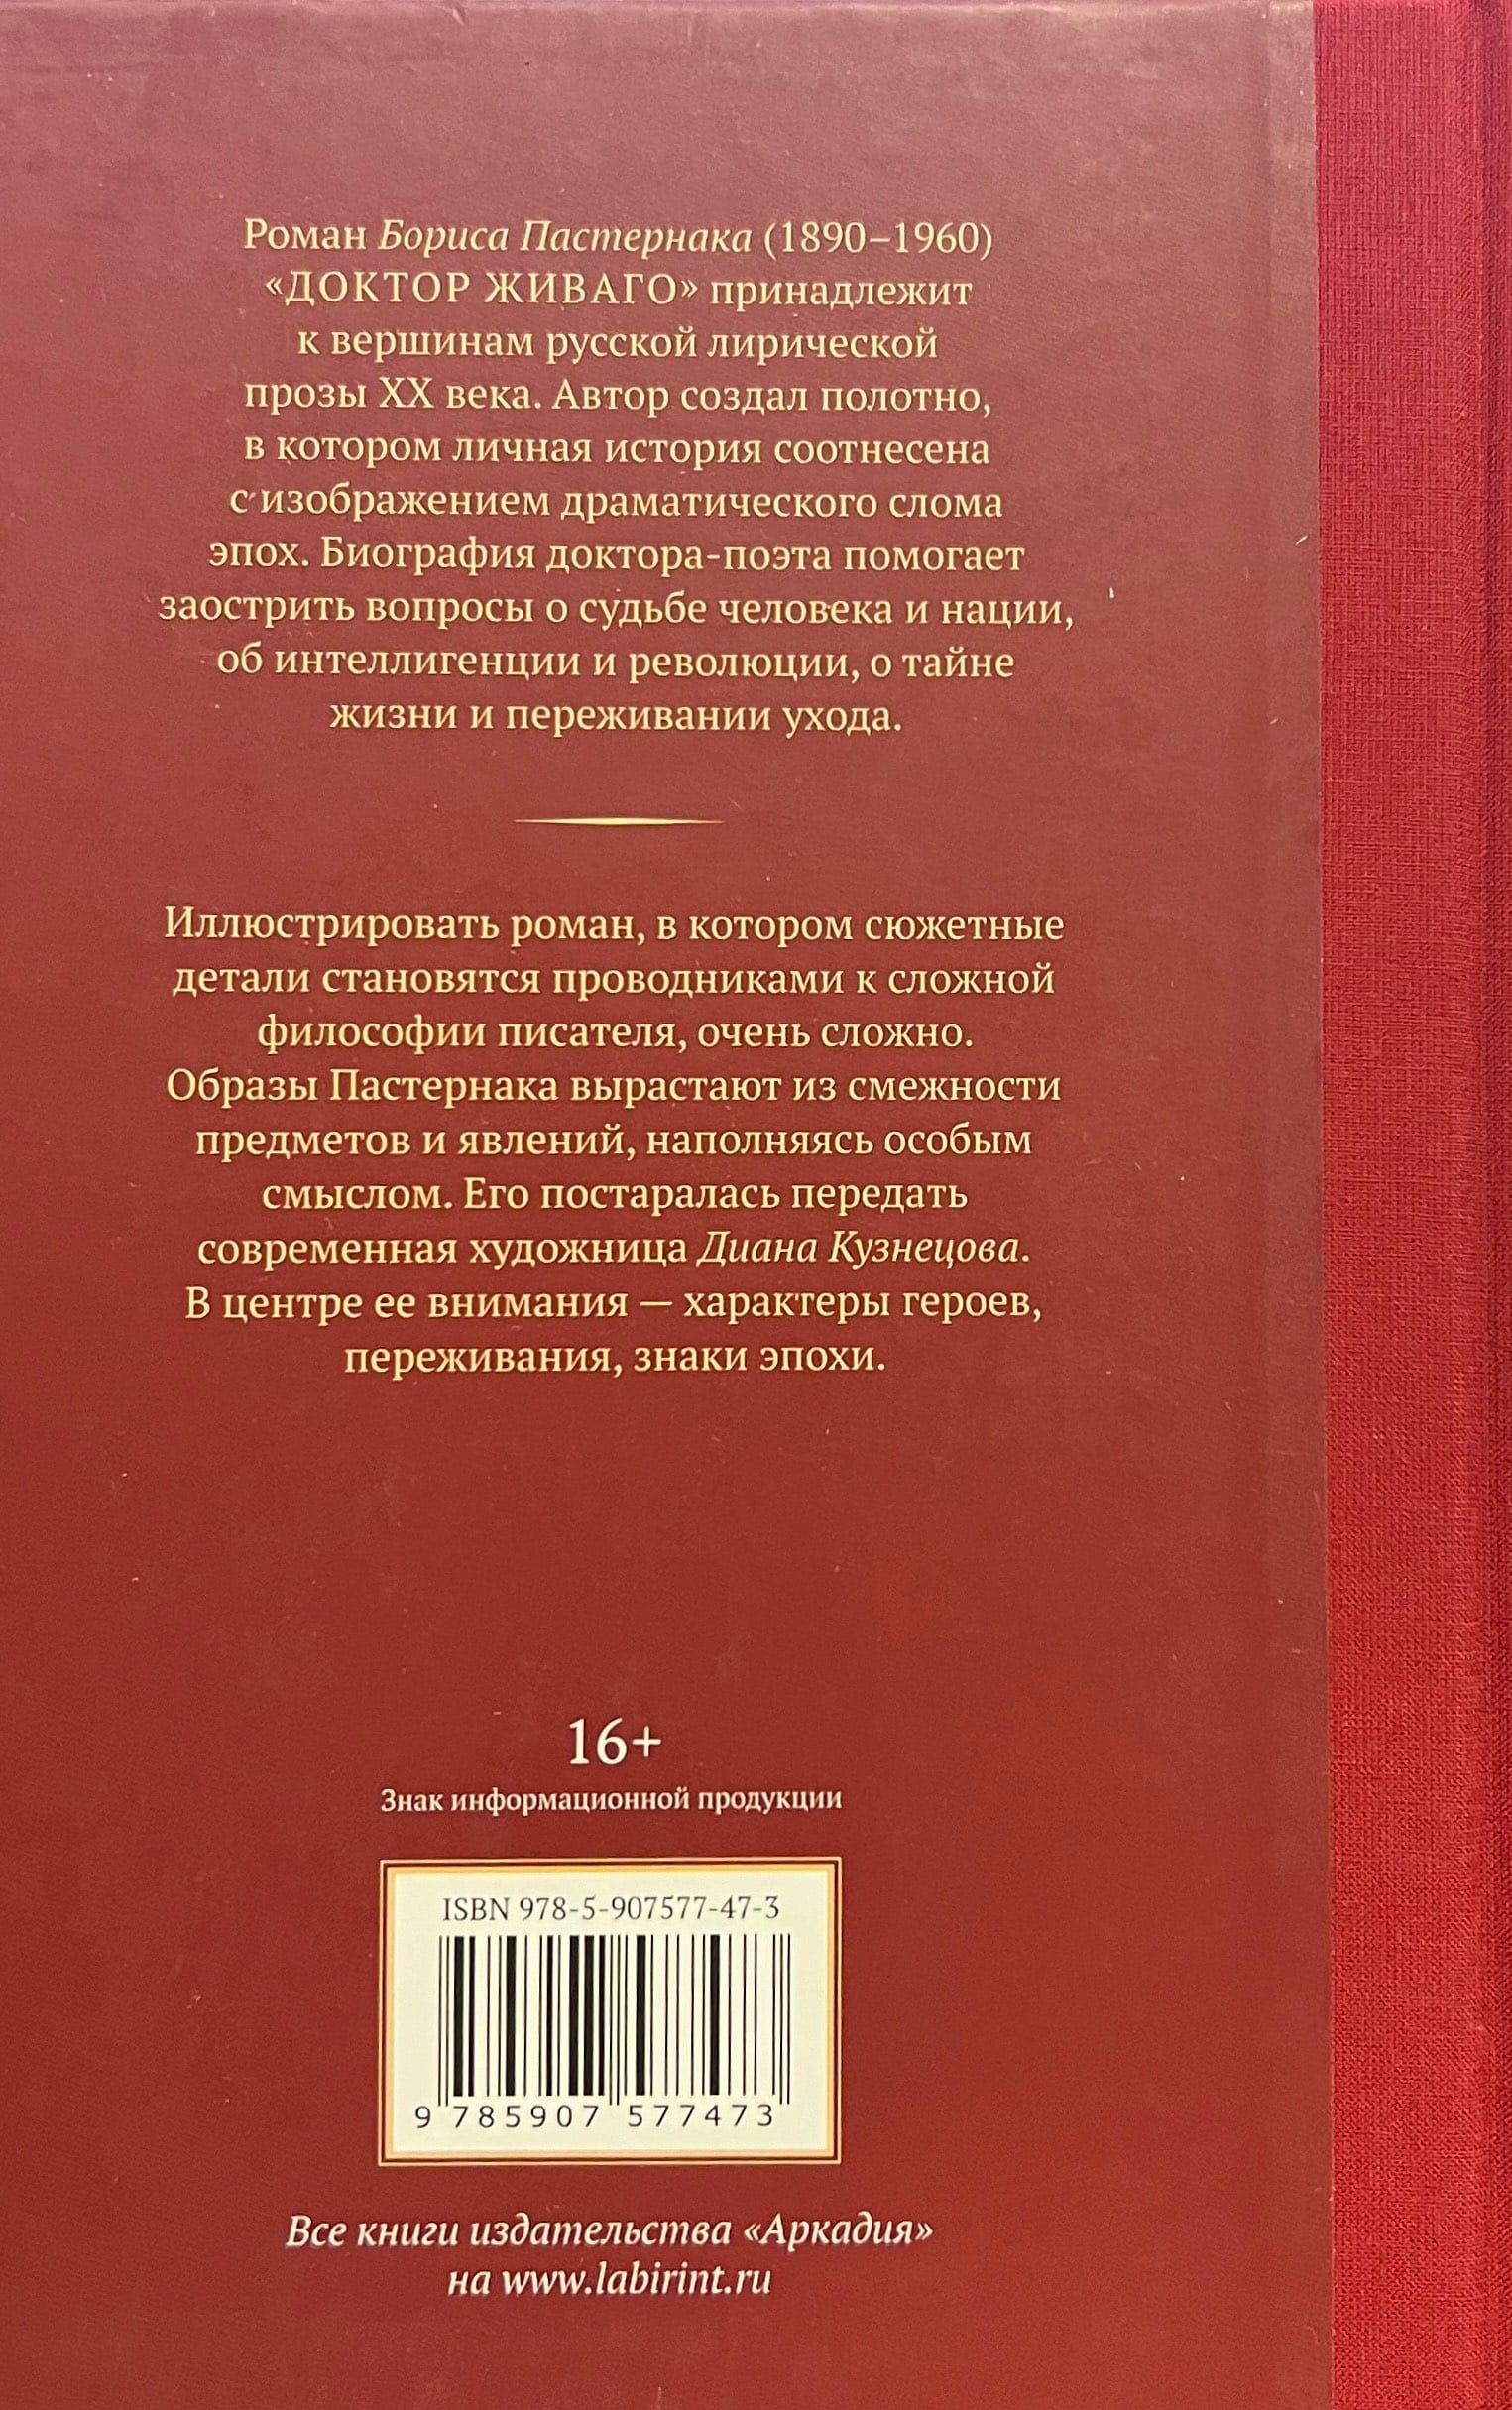 Роман Бориса Пастернака (1890–1960)
«ДОКТОР ЖИВАГО» принадлежит
к вершинам русской лирической
прозы XX века. Автор создал полотно,
в котором личная история соотнесена
с изображением драматического слома
эпох. Биография доктора-поэта помогает
заострить вопросы о судьбе человека и нации,
об интеллигенции и революции, о тайне
жизни и переживании ухода.
Иллюстрировать роман, в котором сюжетные
детали становятся проводниками к сложной
философии писателя, очень сложно.
Образы Пастернака вырастают из смежности
предметов и явлений, наполняясь особым
смыслом. Его постаралась передать
современная художница Диана Кузнецова.
В центре ее внимания — характеры героев,
переживания, знаки эпохи.
16+
Знак информационной продукции
ISBN 978-5-907577-47-3
9 785907 577473
Все книги издательства «Аркадия»
на www.labirint.ru